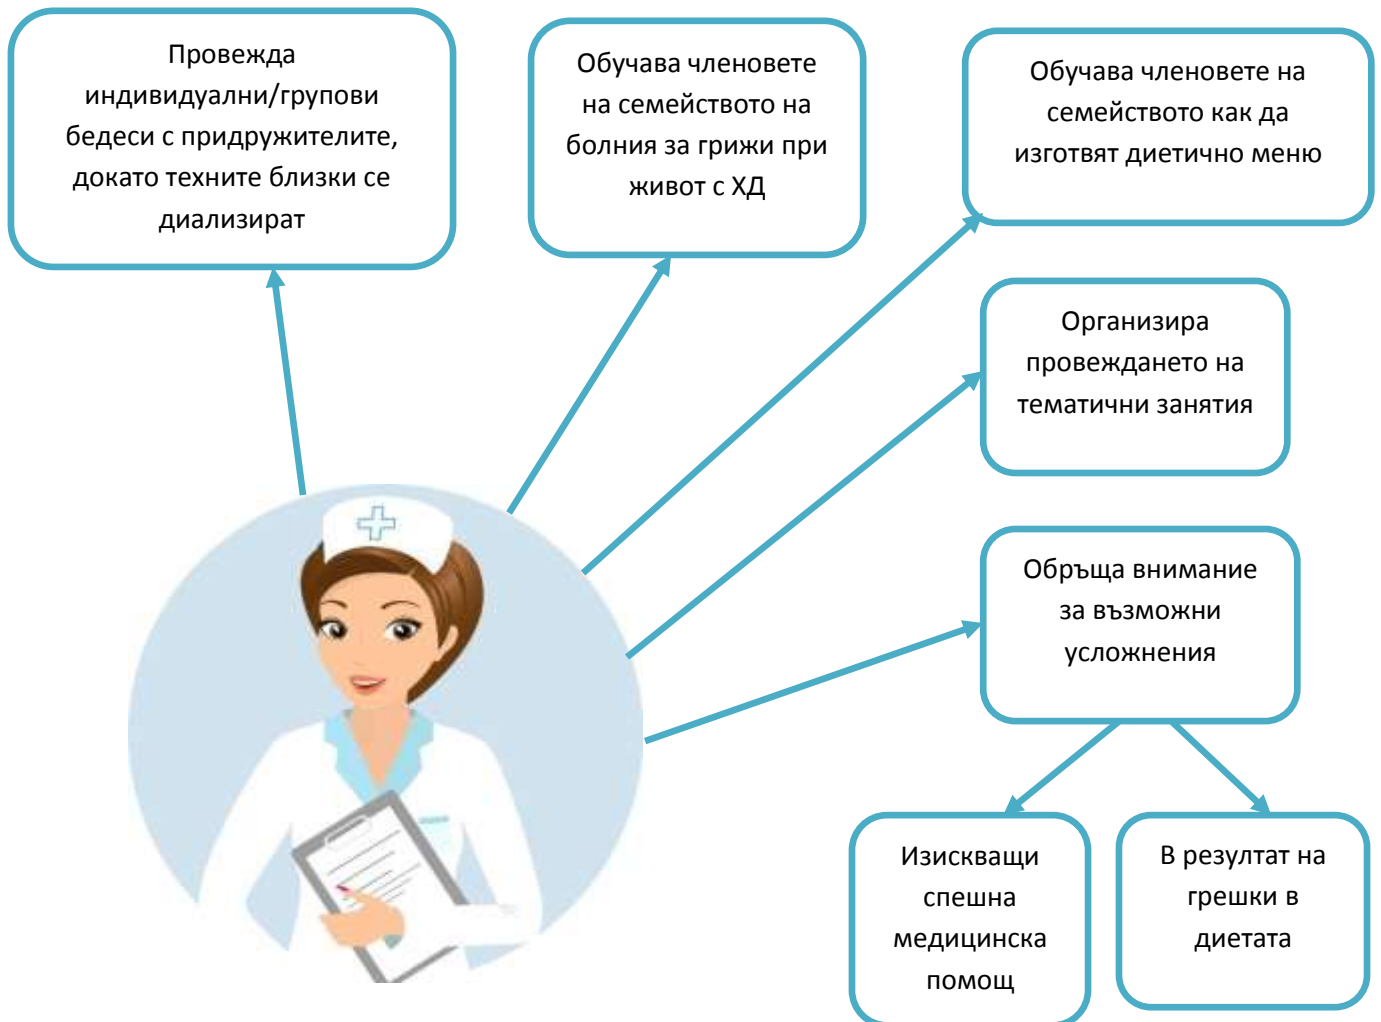 Провежда
индивидуални/групови
бедеси с придружителите,
докато техните близки се
диализират
Обучава членовете
на семейството на
болния за грижи при
живот с ХД
Обучава членовете на
семейството как да
изготвят диетично меню
Организира
провеждането на
тематични занятия
Обръща внимание
за възможни
усложнения
Изискващи
спешна
медицинска
помощ
В резултат на
грешки в
диетата